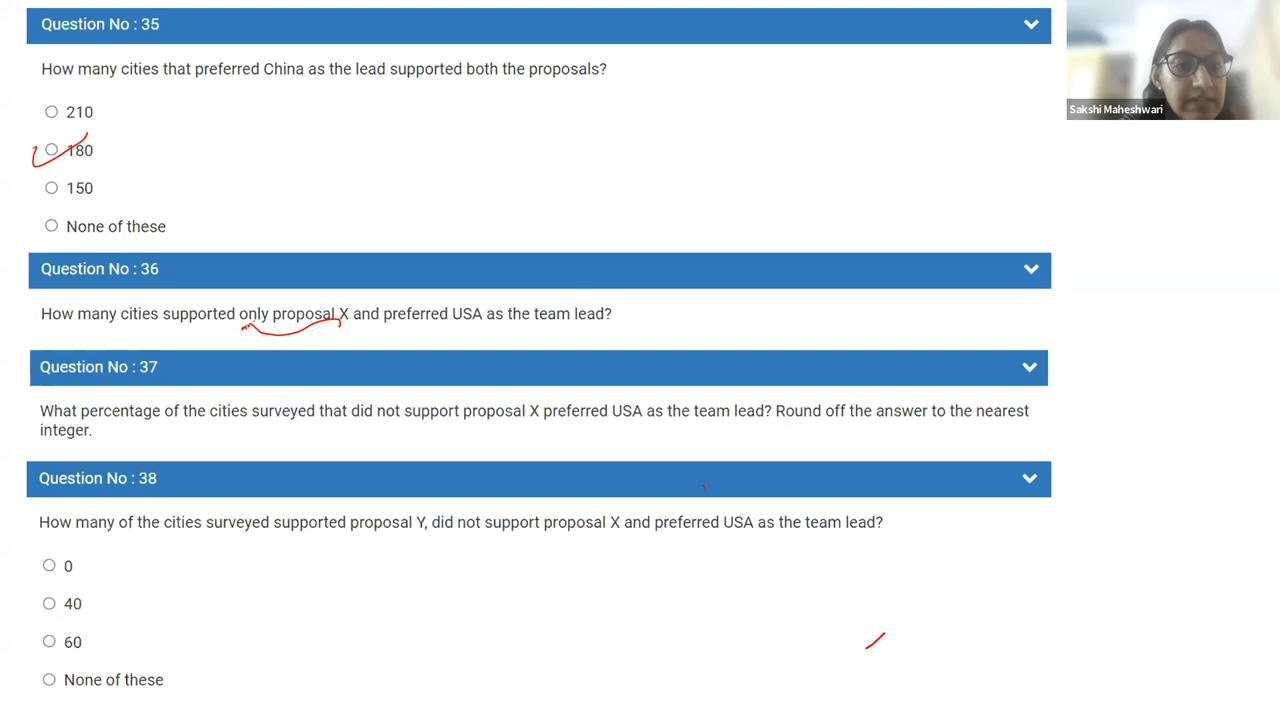 Question No : 35
Sakshi Maheshwari
How many cities that preferred China as the lead supported both the proposals?
210
180
150
None of these
Question No : 36
How many cities supported only proposal X and preferred USA as the team lead?
Question No : 37
What percentage of the cities surveyed that did not support proposal X preferred USA as the team lead? Round off the answer to the nearest
integer.
Question No : 38
How many of the cities surveyed supported proposal Y, did not support proposal X and preferred USA as the team lead?
0
40
60
None of these